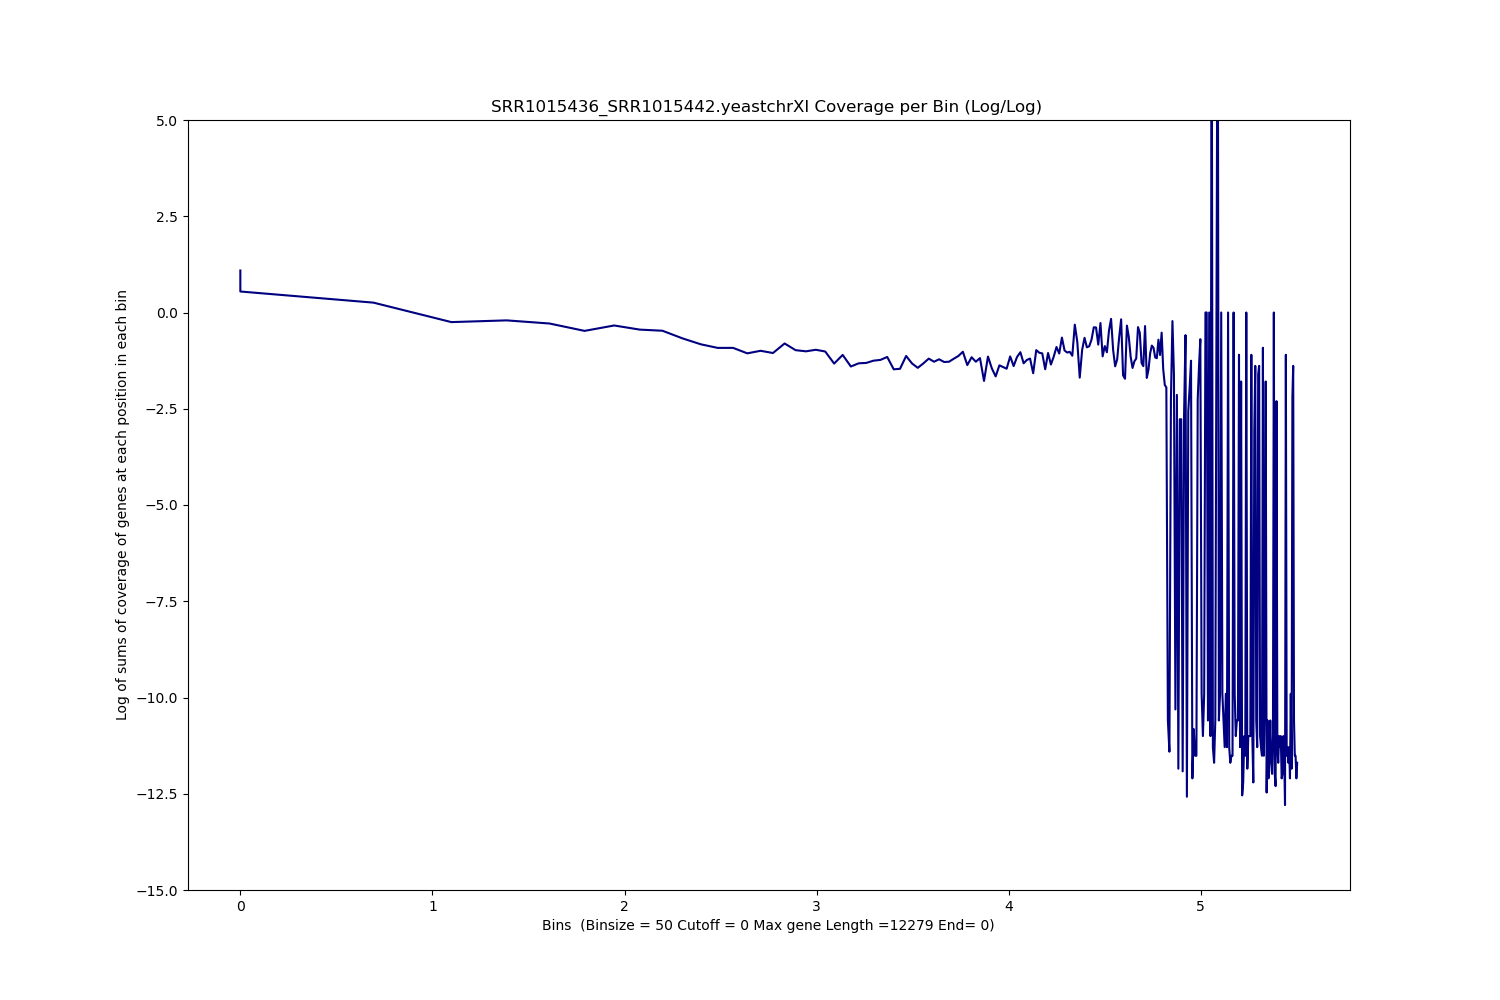 SRR1015436_SRR1015442.yeastchrXI Coverage per Bin (Log/Log)
5.0
2.5
0.0
−2.5
−5.0
−7.5
−10.0
−12.5
−15.0
Log of sums of coverage of genes at each position in each bin
0 1 2 3 4 5
Bins  (Binsize = 50 Cutoff = 0 Max gene Length =12279 End= 0)